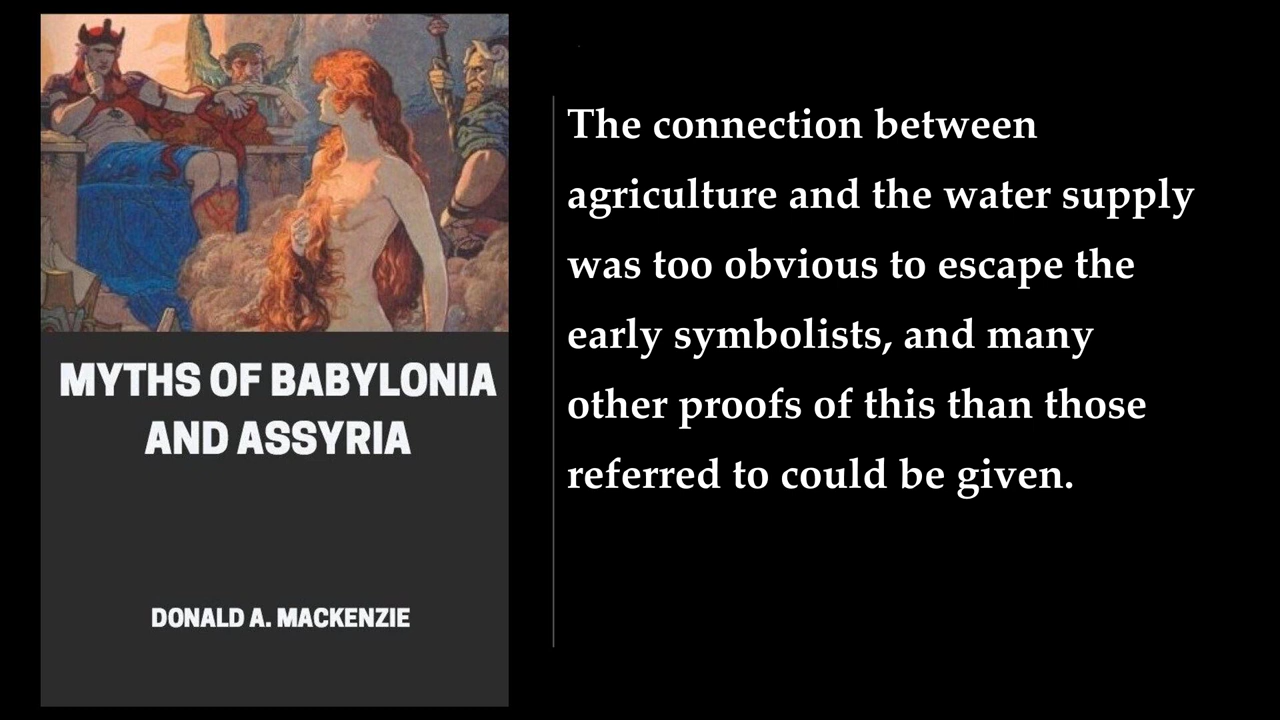 MYTHS OF BABYLONIA
AND ASSYRIA
DONALD A. MACKENZIE
The connection between
agriculture and the water supply
was too obvious to escape the
early symbolists, and many
other proofs of this than those
referred to could be given.